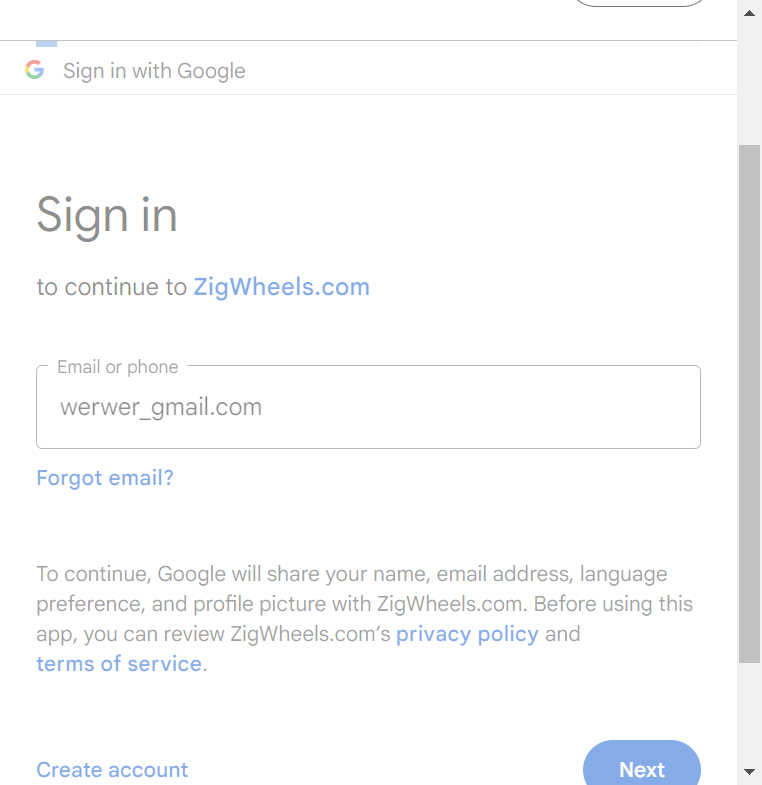 Sign in with Google
Sign in
to continue to ZigWheels.com
Email or phone
werwer_gmail.com
Forgot email?
To continue, Google will share your name, email address, language
preference, and profile picture with ZigWheels.com. Before using this
app, you can review ZigWheels.com’s privacy policy and
terms of service.
Create account
Next